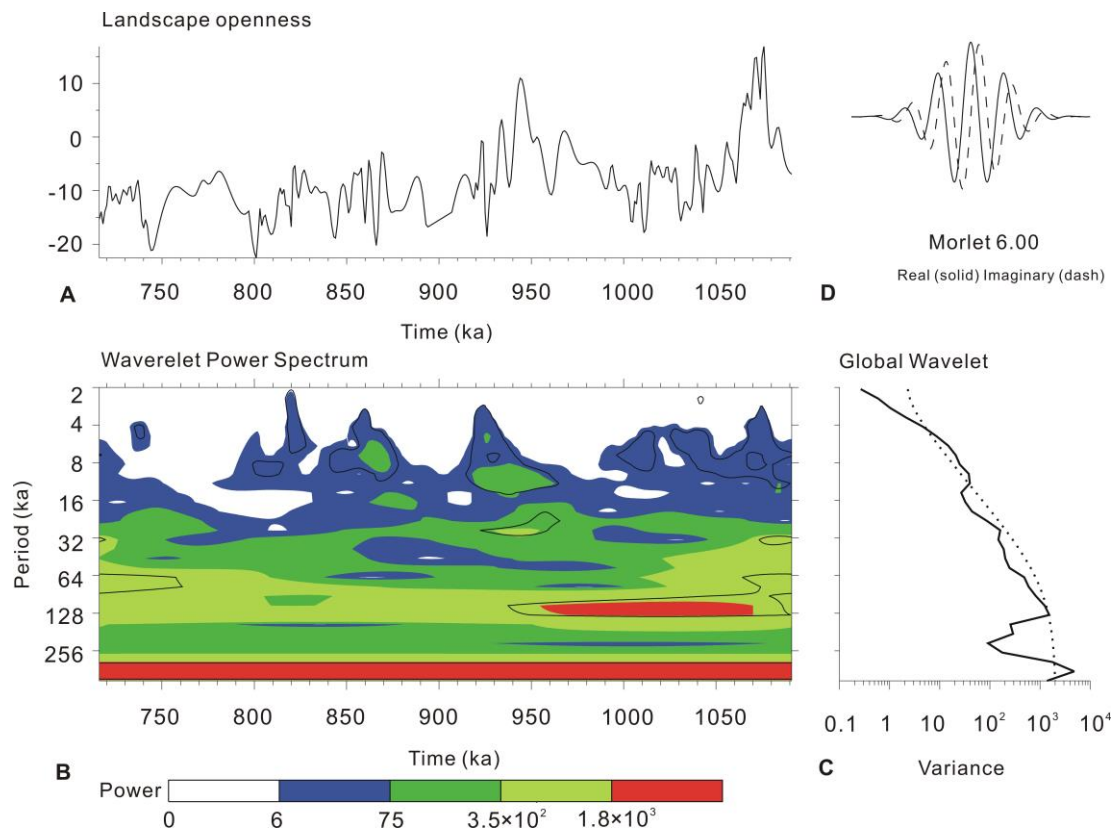 Landscape openness
10
0
-10
-20
750 800 850 900 950 1000 1050
A
Time (ka)
Morlet 6.00
Real (solid) Imaginary (dash)
D
Waverelet Power Spectrum
Period (ka)
2
4
8
16
32
64
128
256
750 800 850 900 950 1000 1050
Time (ka)
B
Power
0 6 75 3.5×10² 1.8×10³
Global Wavelet
0.1 1 10 10² 10³ 10⁴
C
Variance